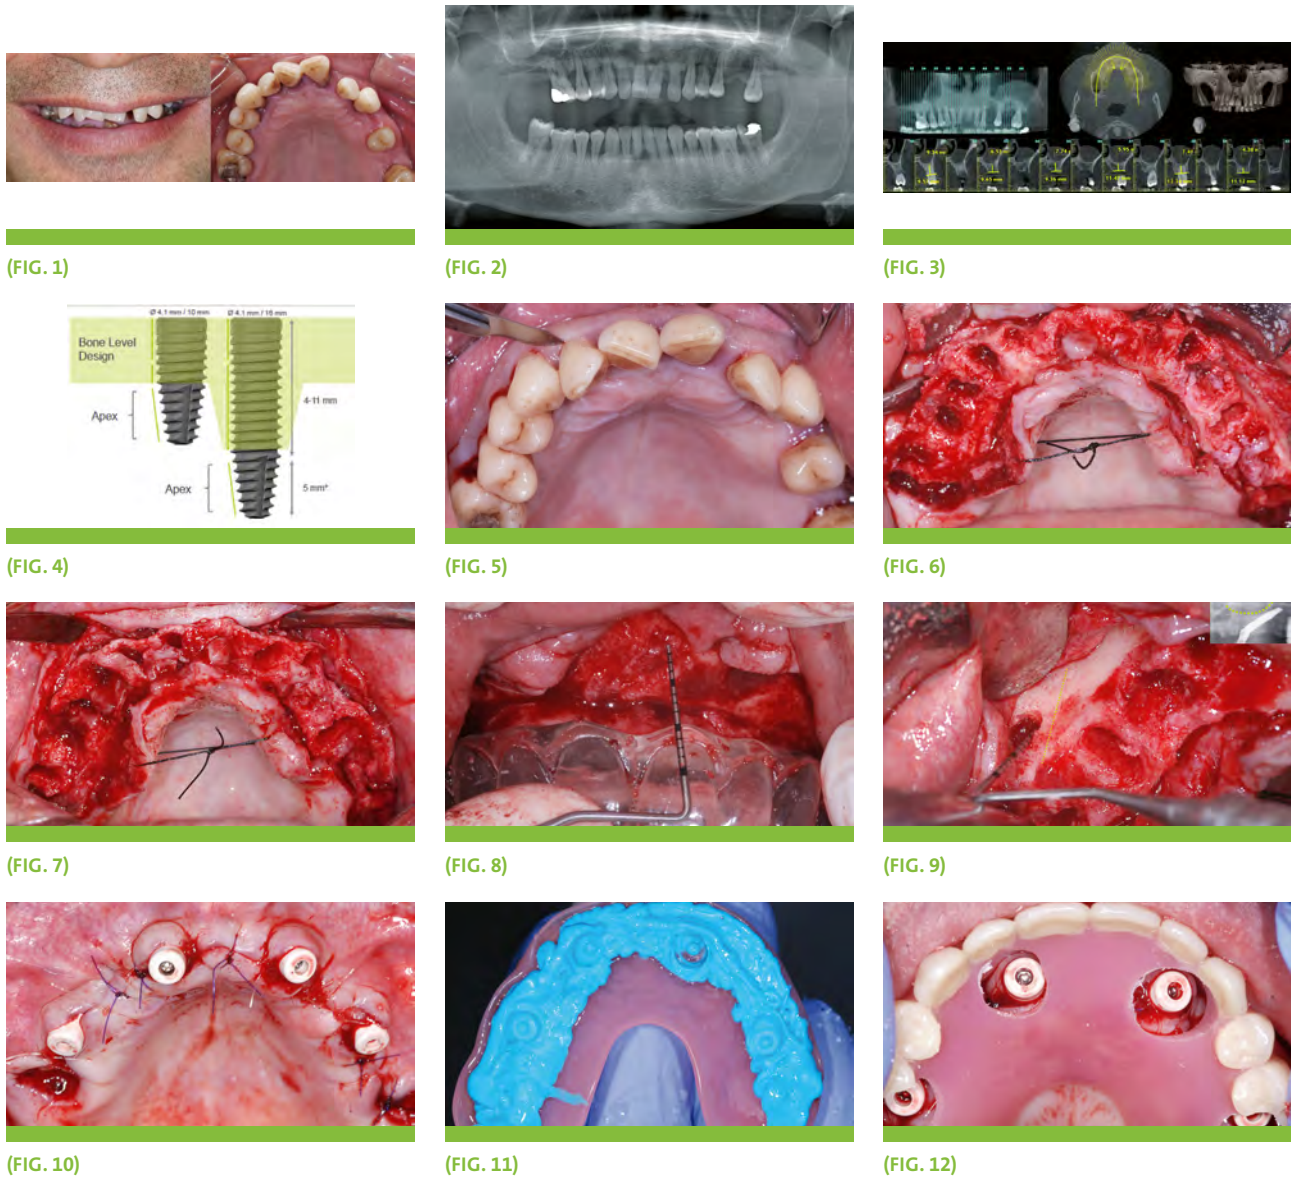 (FIG. 1)
(FIG. 2)
(FIG. 3)
Ø 4.1 mm / 10 mm
Ø 4.1 mm / 16 mm
Bone Level
Design
Apex
4-11 mm
Apex
5 mm*
(FIG. 4)
(FIG. 5)
(FIG. 6)
(FIG. 7)
(FIG. 8)
(FIG. 9)
(FIG. 10)
(FIG. 11)
(FIG. 12)